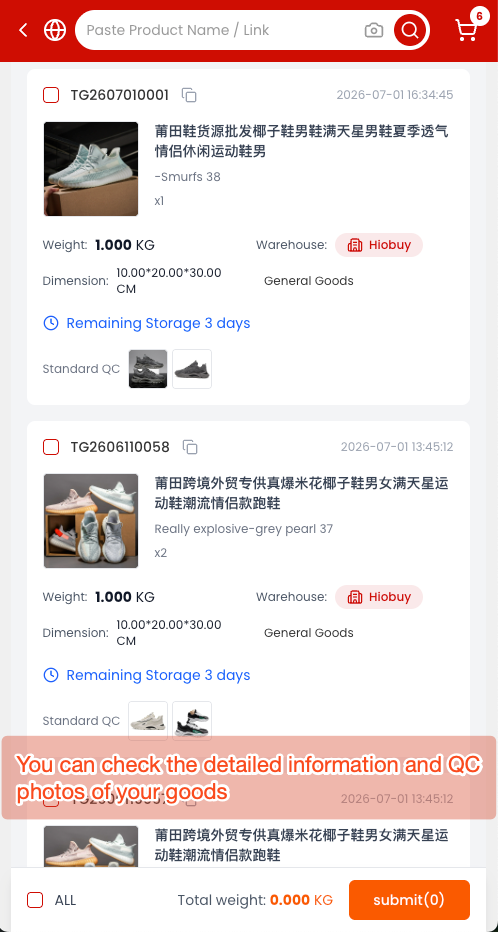 Paste Product Name / Link
6
TG2607010001
2026-07-01 16:34:45
莆田鞋货源批发椰子鞋男鞋满天星男鞋夏季透气
情侣休闲运动鞋男
-Smurfs 38
x1
Weight: 1.000 KG
Warehouse: Hiobuy
Dimension: 10.00*20.00*30.00
CM
General Goods
Remaining Storage 3 days
Standard QC
TG2606110058
2026-07-01 13:45:12
莆田跨境外贸专供真爆米花椰子鞋男女满天星运
动鞋潮流情侣款跑鞋
Really explosive-grey pearl 37
x2
Weight: 1.000 KG
Warehouse: Hiobuy
Dimension: 10.00*20.00*30.00
CM
General Goods
Remaining Storage 3 days
Standard QC
You can check the detailed information and QC
photos of your goods
2026-07-01 13:45:12
莆田跨境外贸专供真爆米花椰子鞋男女满天星运
动鞋潮流情侣款跑鞋
ALL
Total weight: 0.000 KG
submit(0)